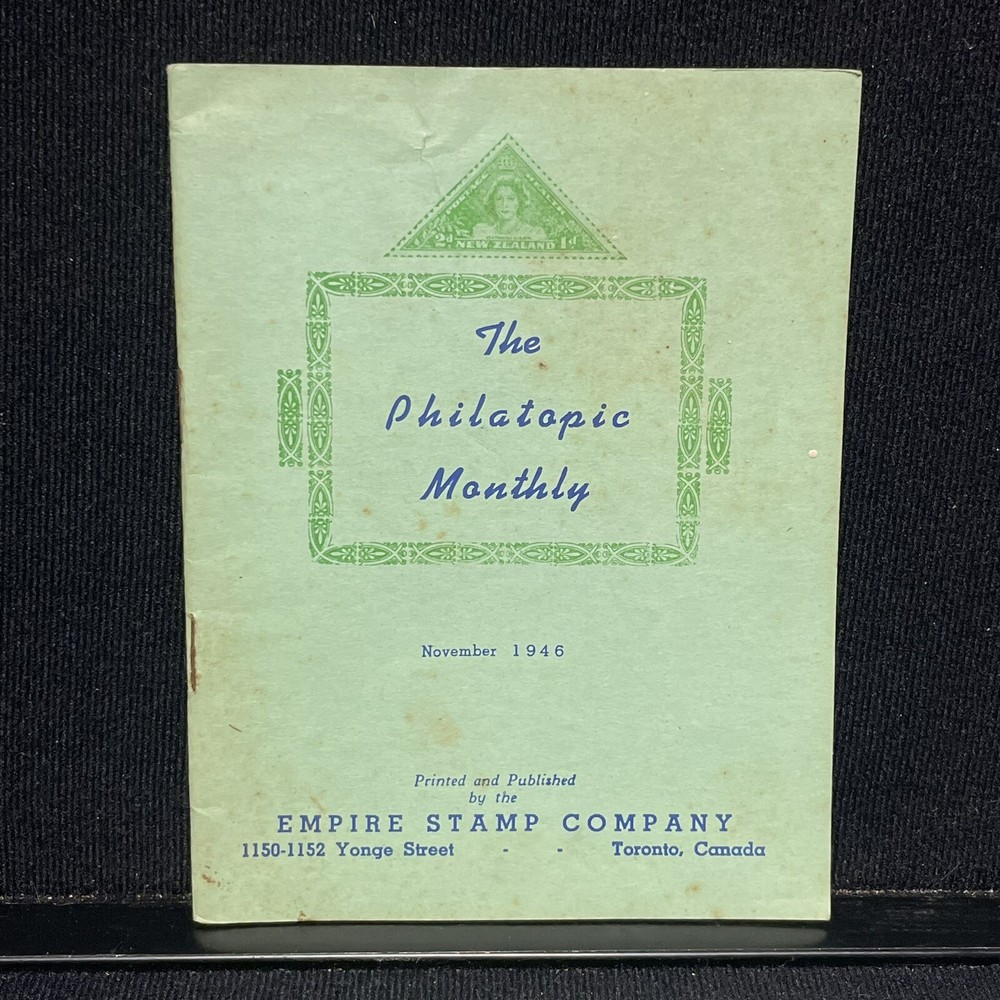 2d NEW ZEALAND 1d
The
Philatopic
Monthly
November 1946
Printed and Published
by the
EMPIRE STAMP COMPANY
1150-1152 Yonge Street - - Toronto, Canada